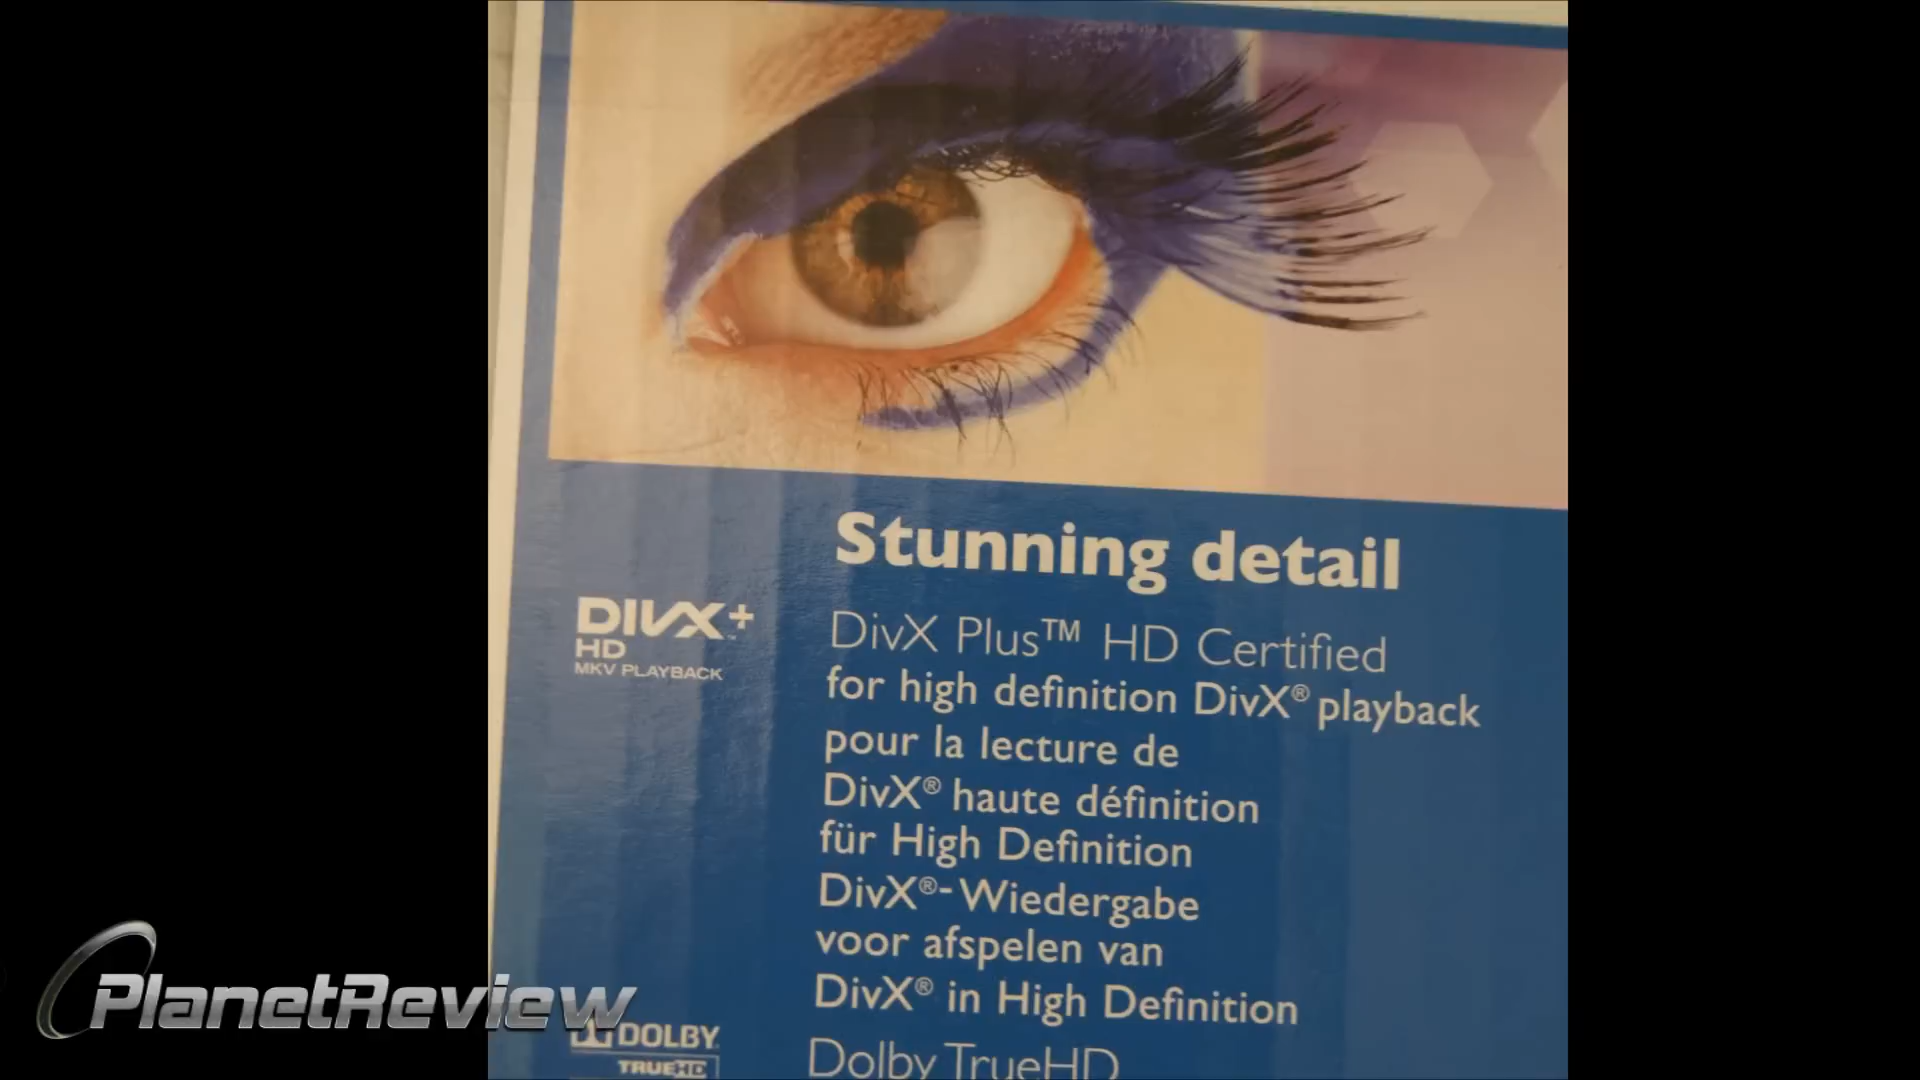 Stunning detail
DIVX+™
HD
MKV PLAYBACK
DivX Plus™ HD Certified
for high definition DivX® playback
pour la lecture de
DivX® haute définition
für High Definition
DivX®-Wiedergabe
voor afspelen van
DivX® in High Definition
PlanetReview
DOLBY
TRUEHD
Dolby TrueHD